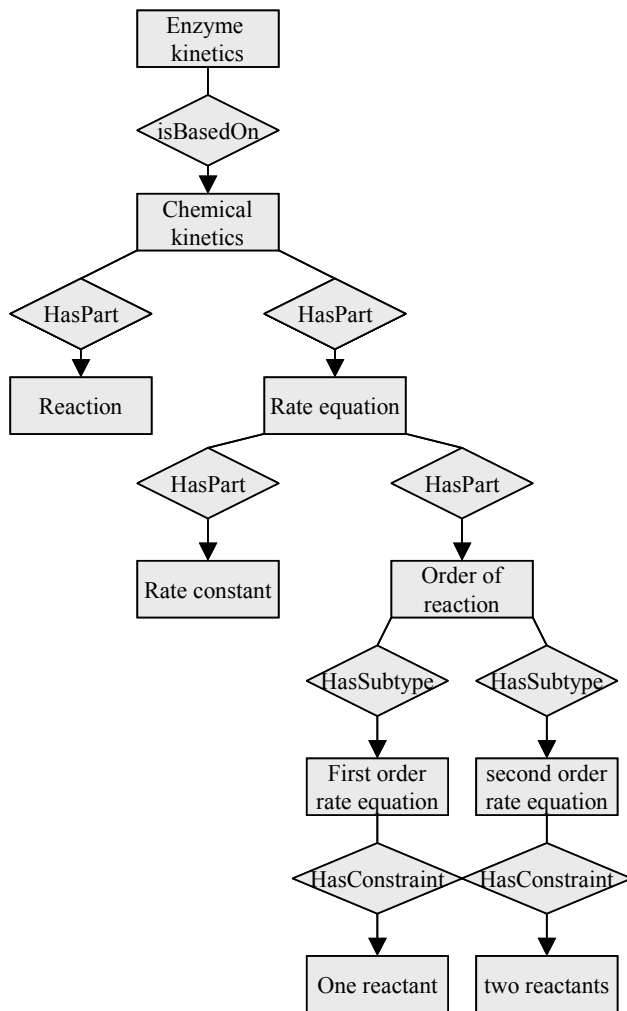 Enzyme
kinetics
isBasedOn
Chemical
kinetics
HasPart
HasPart
Reaction
Rate equation
HasPart
HasPart
Rate constant
Order of
reaction
HasSubtype
HasSubtype
First order
rate equation
second order
rate equation
HasConstraint
HasConstraint
One reactant
two reactants